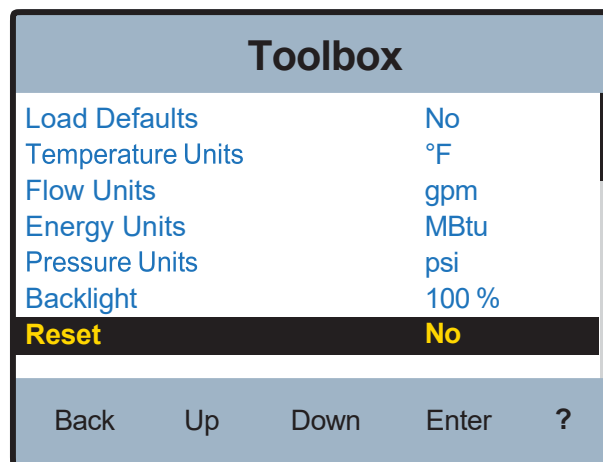 Toolbox
Load Defaults No
Temperature Units °F
Flow Units gpm
Energy Units MBtu
Pressure Units psi
Backlight 100 %
Reset No
Back Up Down Enter ?